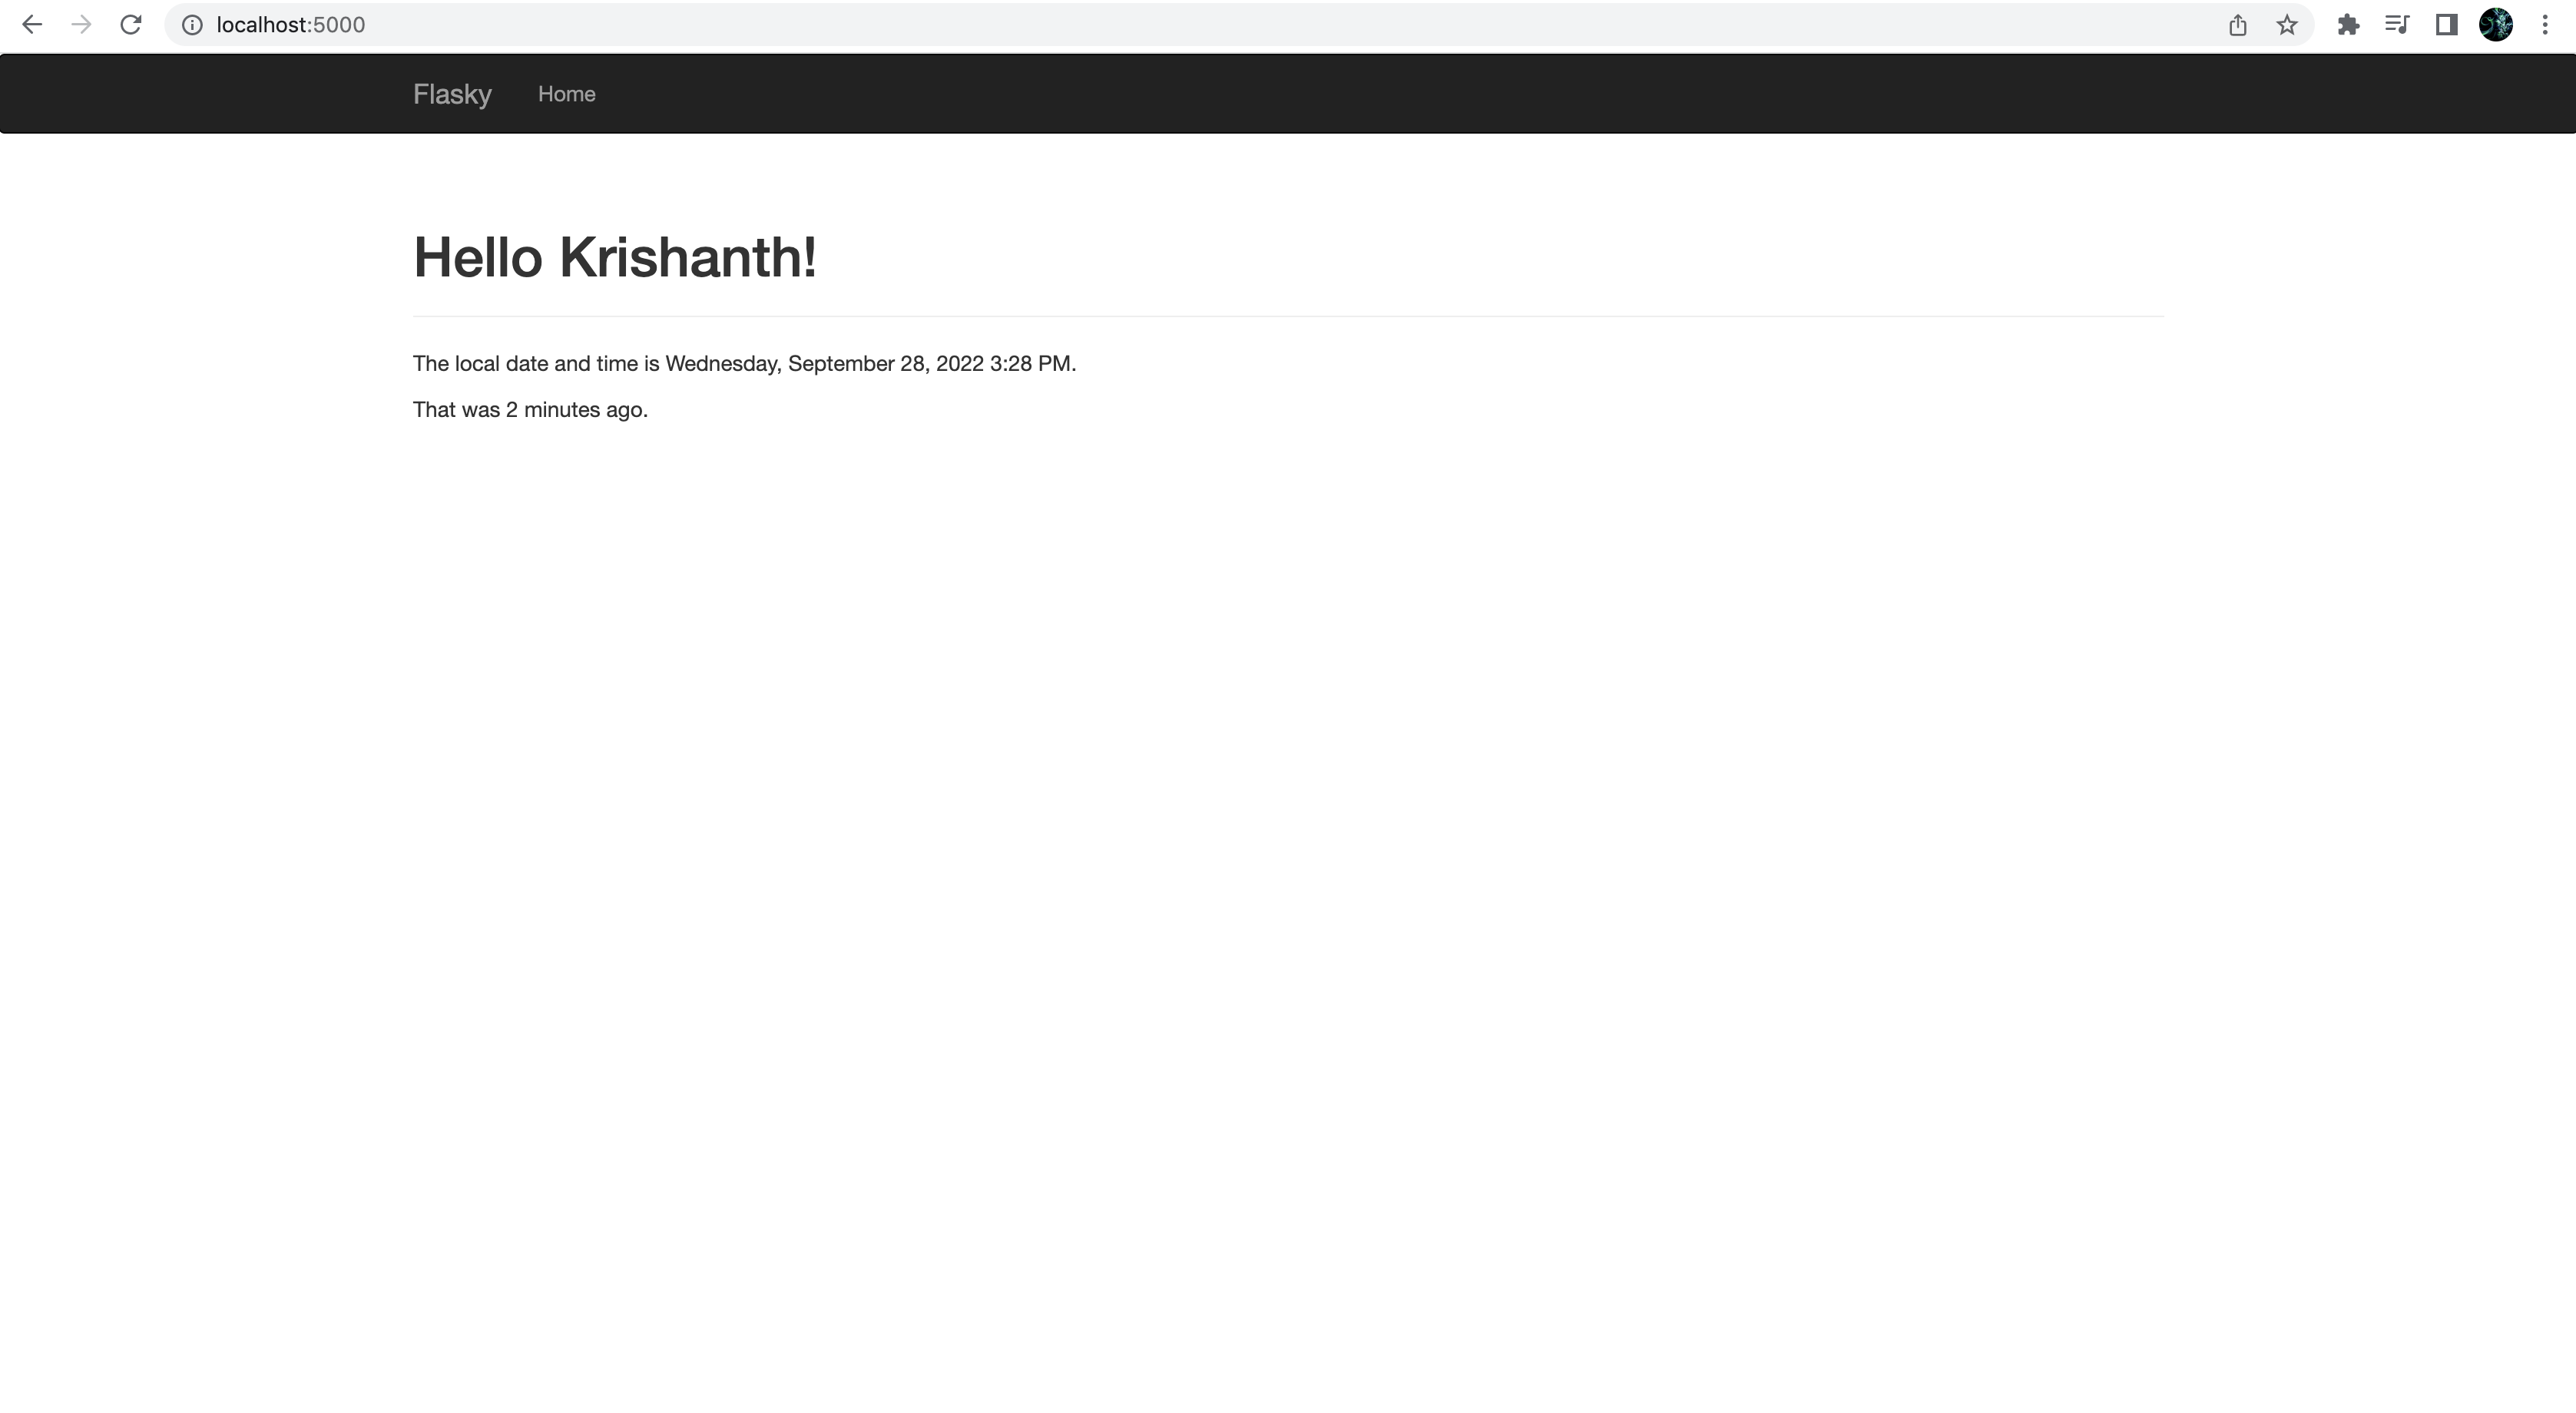 localhost:5000
Flasky Home
Hello Krishanth!
The local date and time is Wednesday, September 28, 2022 3:28 PM.
That was 2 minutes ago.